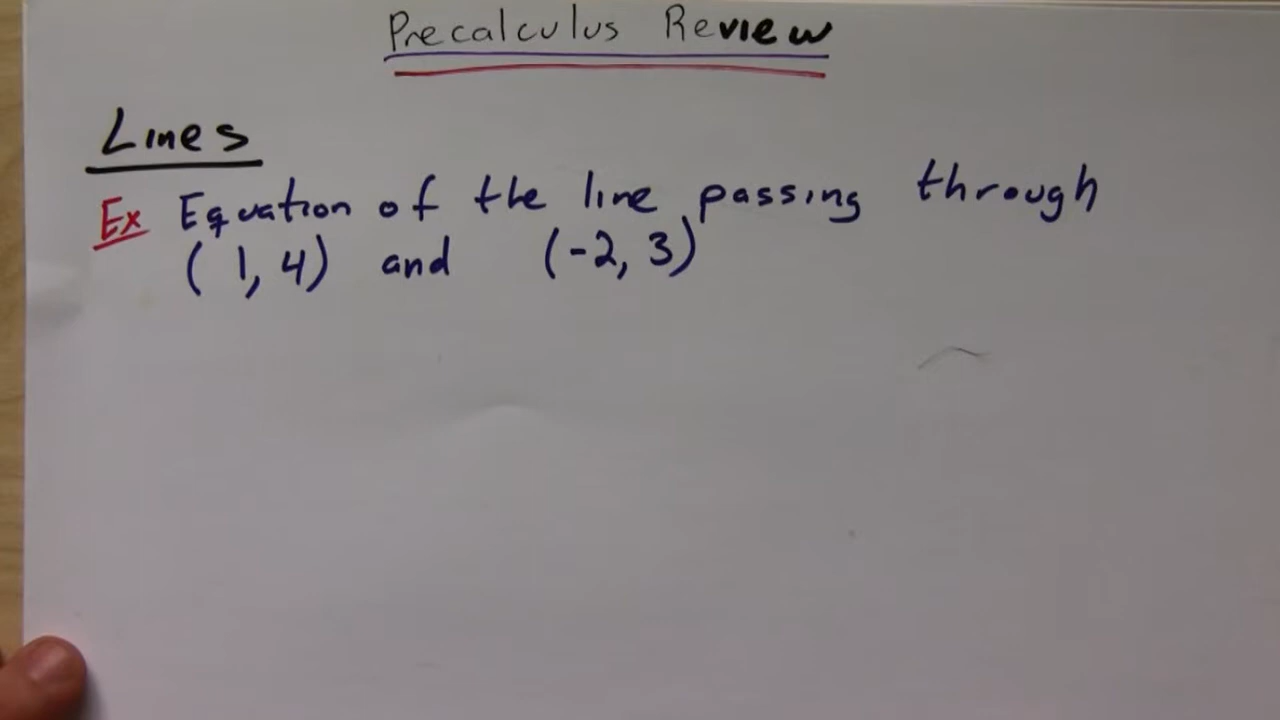 Precalculus Review
Lines
Ex Equation of the line passing through
(1, 4) and (-2, 3)